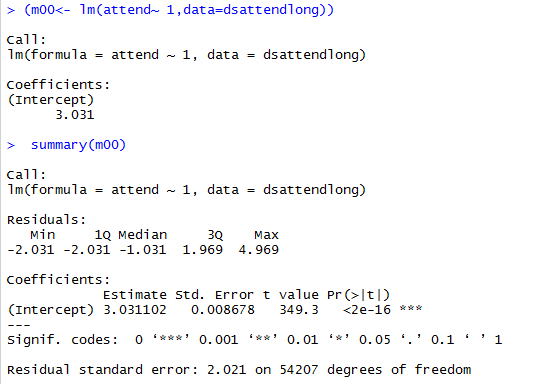 > (m00<- lm(attend~ 1,data=dsattendlong))
Call:
lm(formula = attend ~ 1, data = dsattendlong)
Coefficients:
(Intercept)
3.031
> summary(m00)
Call:
lm(formula = attend ~ 1, data = dsattendlong)
Residuals:
Min 1Q Median 3Q Max
-2.031 -2.031 -1.031 1.969 4.969
Coefficients:
Estimate Std. Error t value Pr(>|t|)
(Intercept) 3.031102 0.008678 349.3 <2e-16 ***
---
Signif. codes: 0 ‘***’ 0.001 ‘**’ 0.01 ‘*’ 0.05 ‘.’ 0.1 ‘ ’ 1
Residual standard error: 2.021 on 54207 degrees of freedom